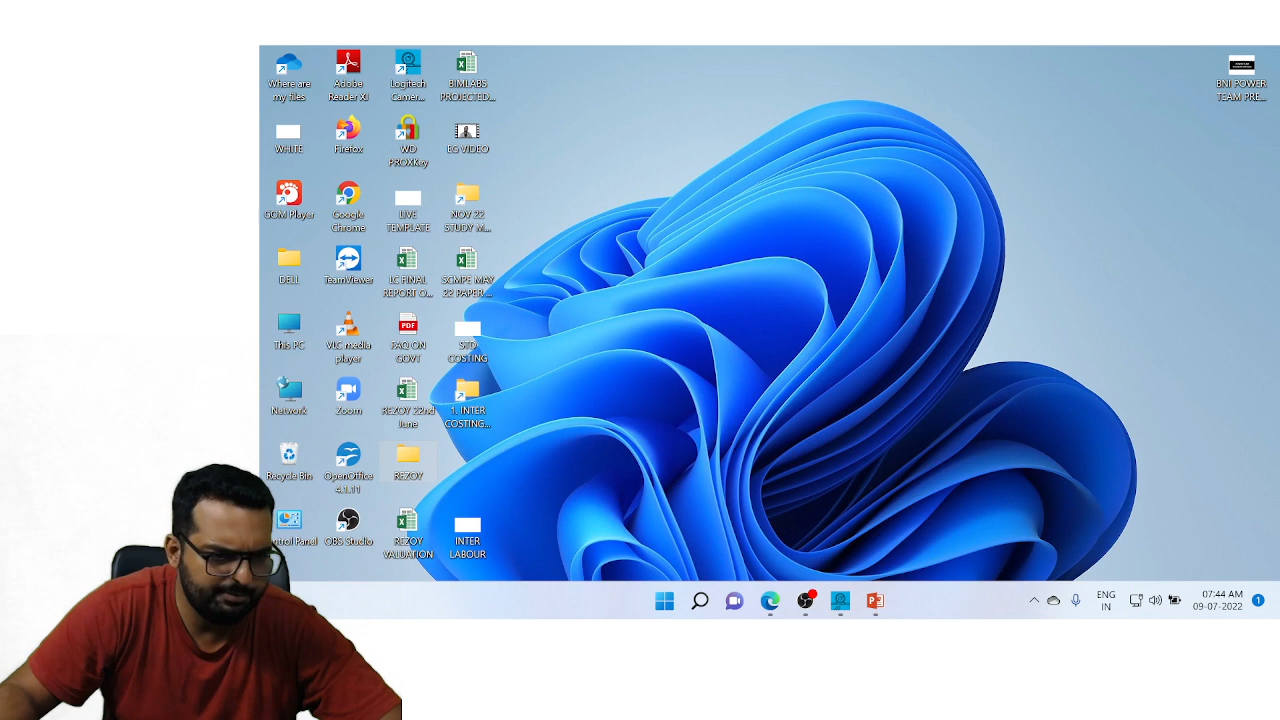 Where are
my files
Adobe
Reader XI
Logitech
Camer...
BIMLABS
PROJECTED...
BNI POWER
TEAM PRE...
WHITE
Firefox
WD
PROXKey
EG VIDEO
GOM Player
Google
Chrome
LIVE
TEMPLATE
NOV 22
STUDY M...
DELL
TeamViewer
LC FINAL
REPORT O...
SCMPE MAY
22 PAPER ...
This PC
VLC media
player
PDF
FAQ ON
GOVT
STD
COSTING
Network
Zoom
REZOY 22nd
June
1. INTER
COSTING...
Recycle Bin
OpenOffice
4.1.11
REZOY
ntrol Panel
OBS Studio
REZOY
VALUATION
INTER
LABOUR
ENG
IN
07:44 AM
09-07-2022
1